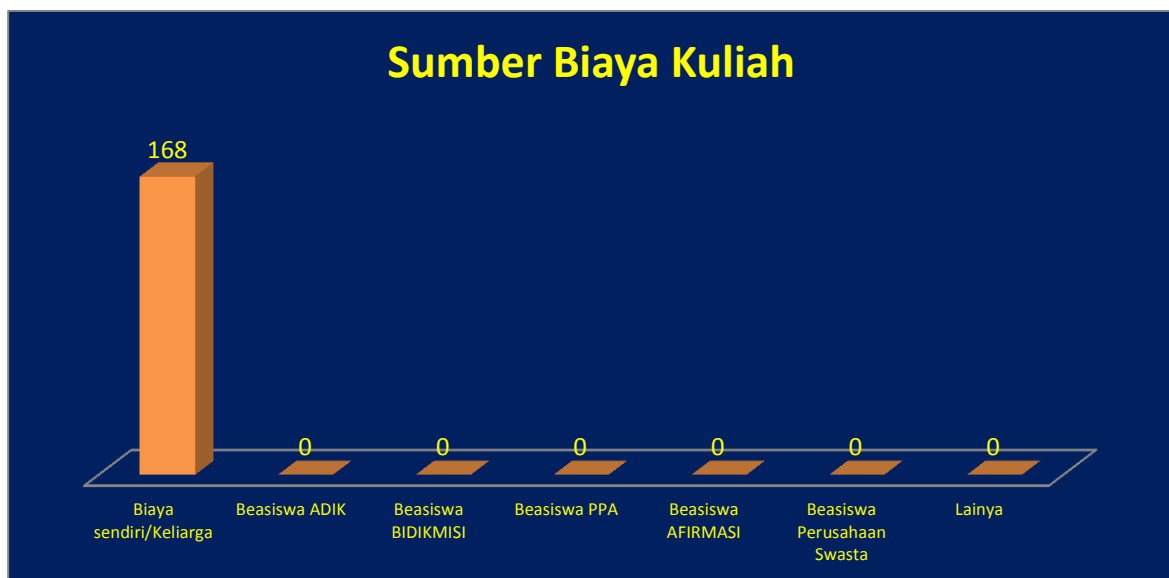 Sumber Biaya Kuliah
168
0
0
0
0
0
0
Biaya
sendiri/Keliarga
Beasiswa ADIK
Beasiswa
BIDIKMISI
Beasiswa PPA
Beasiswa
AFIRMASI
Beasiswa
Perusahaan
Swasta
Lainya